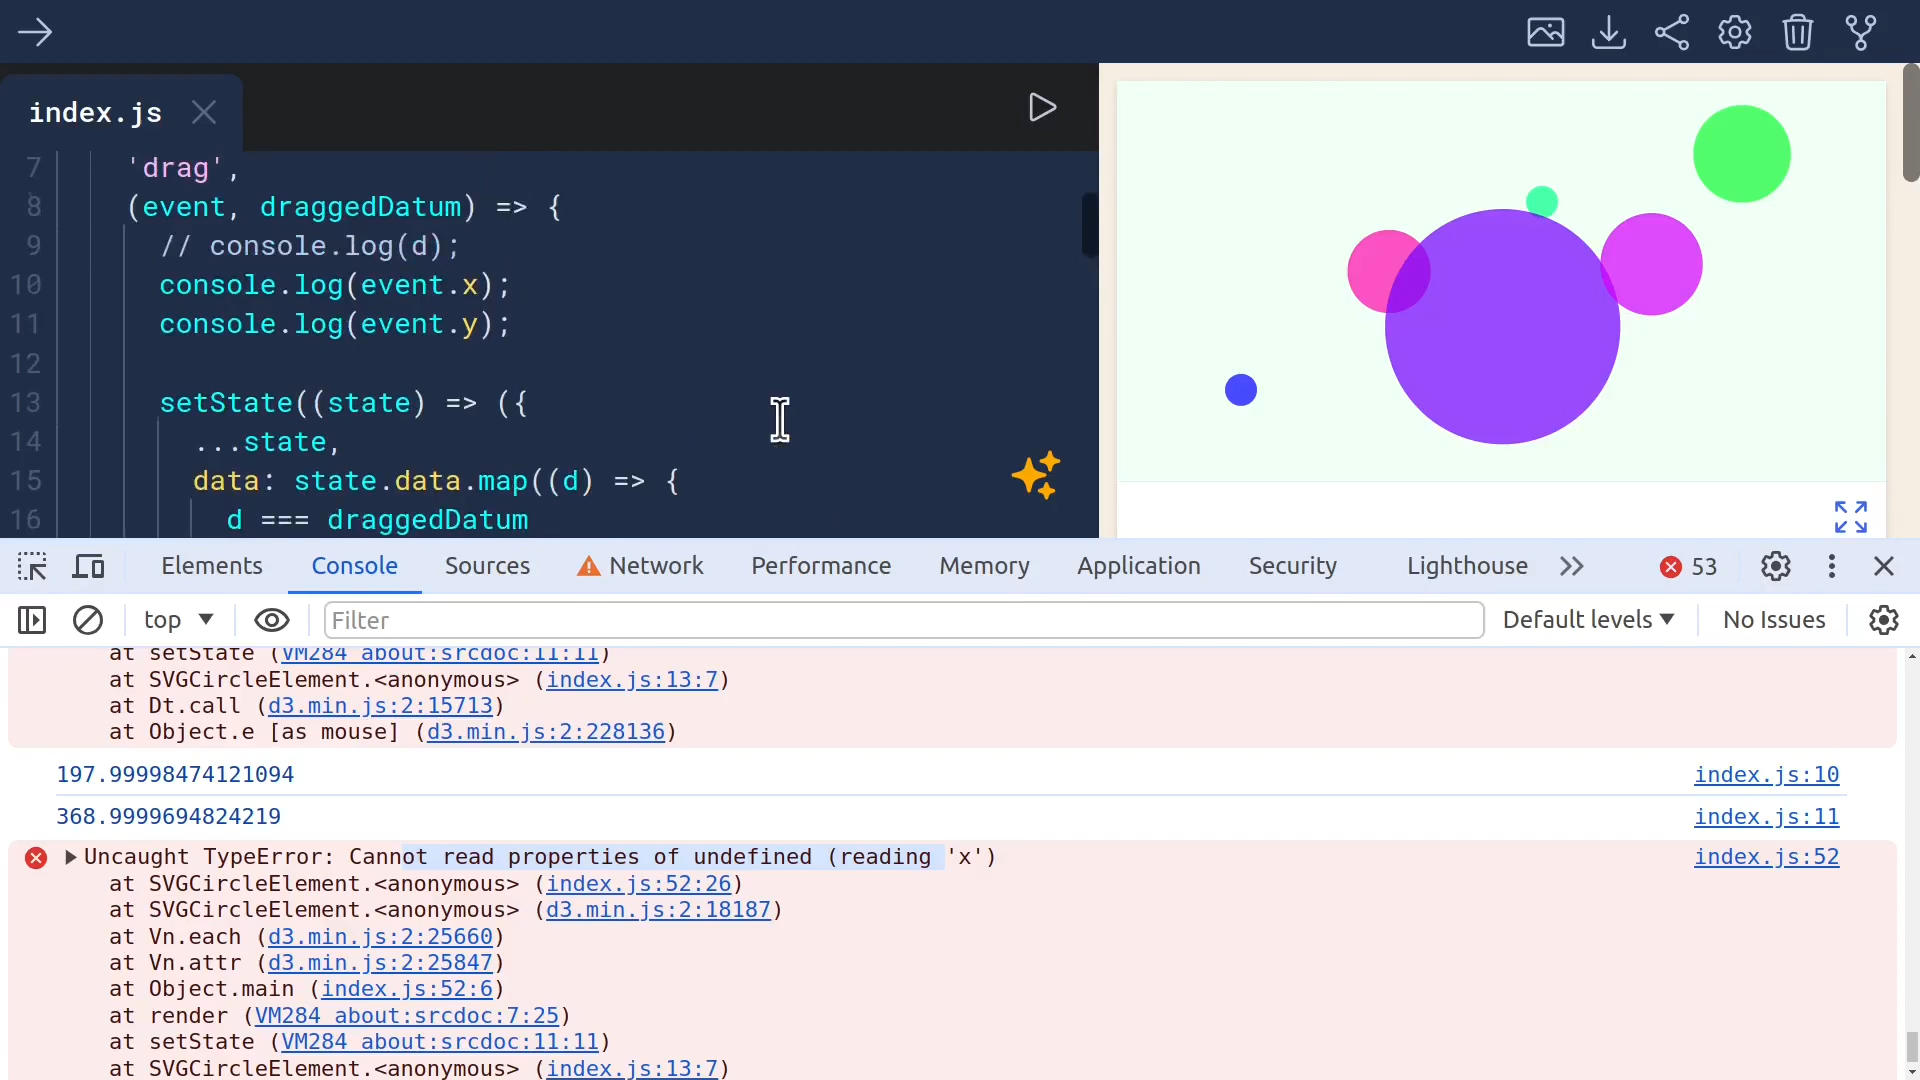 index.js
7 'drag',
8 (event, draggedDatum) => {
9 // console.log(d);
10 console.log(event.x);
11 console.log(event.y);
12
13 setState((state) => ({
14 ...state,
15 data: state.data.map((d) => {
16 d === draggedDatum
Elements Console Sources Network Performance Memory Application Security Lighthouse 53
top Filter Default levels No Issues
at setState (VM284 about:srcdoc:11:11)
at SVGCircleElement.<anonymous> (index.js:13:7)
at Dt.call (d3.min.js:2:15713)
at Object.e [as mouse] (d3.min.js:2:228136)
197.99998474121094 index.js:10
368.9999694824219 index.js:11
Uncaught TypeError: Cannot read properties of undefined (reading 'x') index.js:52
at SVGCircleElement.<anonymous> (index.js:52:26)
at SVGCircleElement.<anonymous> (d3.min.js:2:18187)
at Vn.each (d3.min.js:2:25660)
at Vn.attr (d3.min.js:2:25847)
at Object.main (index.js:52:6)
at render (VM284 about:srcdoc:7:25)
at setState (VM284 about:srcdoc:11:11)
at SVGCircleElement.<anonymous> (index.js:13:7)